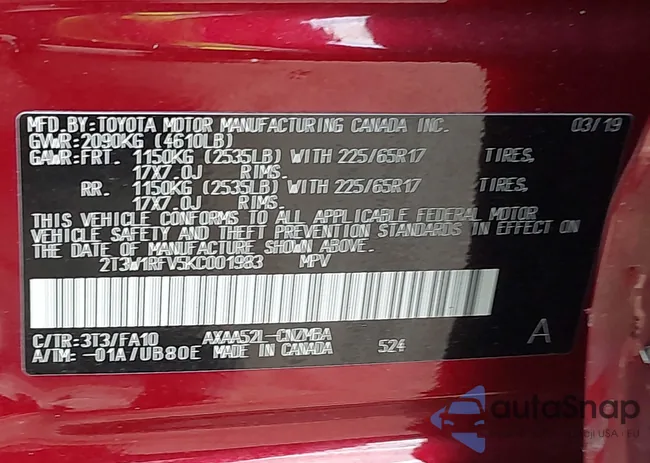 MFD.BY:TOYOTA MOTOR MANUFACTURING CANADA INC. 03/19
GVWR:2090KG (4610LB)
GAWR:FRT. 1150KG (2535LB) WITH 225/65R17 TIRES,
17X7.0J RIMS.
RR. 1150KG (2535LB) WITH 225/65R17 TIRES,
17X7.0J RIMS.
THIS VEHICLE CONFORMS TO ALL APPLICABLE FEDERAL MOTOR
VEHICLE SAFETY AND THEFT PREVENTION STANDARDS IN EFFECT ON
THE DATE OF MANUFACTURE SHOWN ABOVE.
2T3W1RFV5KC001983 MPV
C/TR:3T3/FA10 AXAA52L-CNZMBA
A/TM: -01A/UB80E MADE IN CANADA 524 A
autoSnap
USA - EU